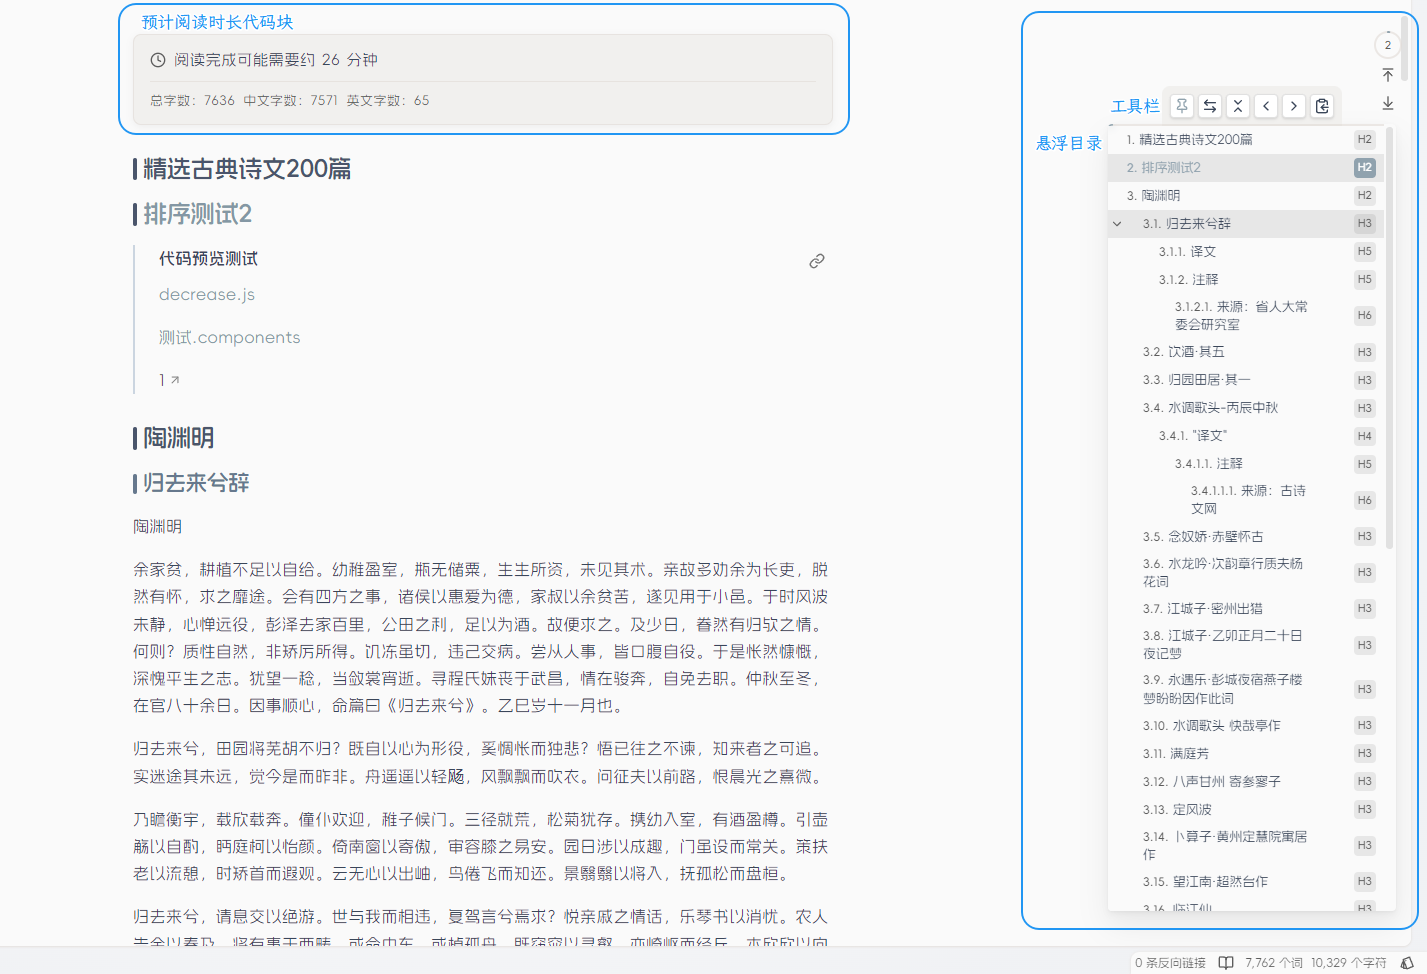 预计阅读时长代码块
阅读完成可能需要约 26 分钟
总字数：7636 中文字数：7571 英文字数：65
精选古典诗文200篇
排序测试2
代码预览测试
decrease.js
测试.components
1
陶渊明
归去来兮辞
陶渊明
余家贫，耕植不足以自给。幼稚盈室，瓶无储粟，生生所资，未见其术。亲故多劝余为长吏，脱
然有怀，求之靡途。会有四方之事，诸侯以惠爱为德，家叔以余贫苦，遂见用于小邑。于时风波
未静，心惮远役，彭泽去家百里，公田之利，足以为酒。故便求之。及少日，眷然有归欤之情。
何则？质性自然，非矫厉所得。饥冻虽切，违己交病。尝从人事，皆口腹自役。于是怅然慷慨，
深愧平生之志。犹望一稔，当敛裳宵逝。寻程氏妹丧于武昌，情在骏奔，自免去职。仲秋至冬，
在官八十余日。因事顺心，命篇曰《归去来兮》。乙巳岁十一月也。
归去来兮，田园将芜胡不归？既自以心为形役，奚惆怅而独悲？悟已往之不谏，知来者之可追。
实迷途其未远，觉今是而昨非。舟遥遥以轻飏，风飘飘而吹衣。问征夫以前路，恨晨光之熹微。
乃瞻衡宇，载欣载奔。僮仆欢迎，稚子候门。三径就荒，松菊犹存。携幼入室，有酒盈樽。引壶
觞以自酌，眄庭柯以怡颜。倚南窗以寄傲，审容膝之易安。园日涉以成趣，门虽设而常关。策扶
老以流憩，时矫首而遐观。云无心以出岫，鸟倦飞而知还。景翳翳以将入，抚孤松而盘桓。
归去来兮，请息交以绝游。世与我而相违，复驾言兮焉求？悦亲戚之情话，乐琴书以消忧。农人
2
工具栏
悬浮目录
1. 精选古典诗文200篇 H2
2. 排序测试2 H2
3. 陶渊明 H2
3.1. 归去来兮辞 H3
3.1.1. 译文 H5
3.1.2. 注释 H5
3.1.2.1. 来源：省人大常
委会研究室 H6
3.2. 饮酒·其五 H3
3.3. 归园田居·其一 H3
3.4. 水调歌头-丙辰中秋 H3
3.4.1. "译文" H4
3.4.1.1. 注释 H5
3.4.1.1.1. 来源：古诗
文网 H6
3.5. 念奴娇·赤壁怀古 H3
3.6. 水龙吟·次韵章质夫杨
花词 H3
3.7. 江城子·密州出猎 H3
3.8. 江城子·乙卯正月二十日
夜记梦 H3
3.9. 永遇乐·彭城夜宿燕子楼
梦盼盼因作此词 H3
3.10. 水调歌头 快哉亭作 H3
3.11. 满庭芳 H3
3.12. 八声甘州 寄参寥子 H3
3.13. 定风波 H3
3.14. 卜算子·黄州定慧院寓居
作 H3
3.15. 望江南·超然台作 H3
3.16. 临江仙 H3
0 条反向链接 7,762 个词 10,329 个字符